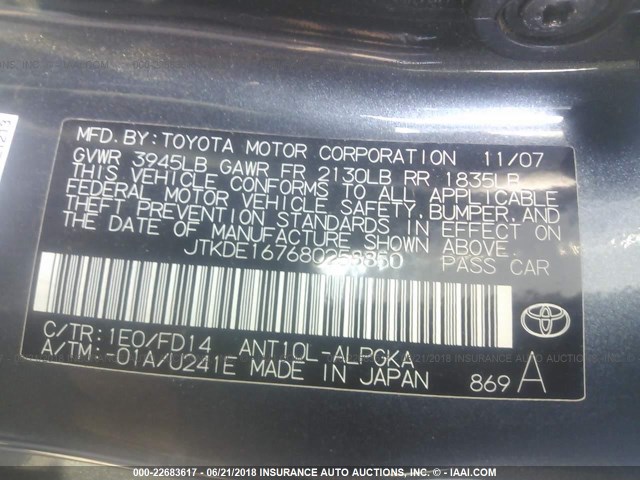 MFD. BY: TOYOTA MOTOR CORPORATION 11/07
GVWR 3945LB GAWR FR 2130LB RR 1835LB
THIS VEHICLE CONFORMS TO ALL APPLICABLE
FEDERAL MOTOR VEHICLE SAFETY, BUMPER, AND
THEFT PREVENTION STANDARDS IN EFFECT ON
THE DATE OF MANUFACTURE SHOWN ABOVE.
PASS CAR
C/TR: 1E0/FD14 ANT10L-ALPGKA
A/TM: -01A/U241E MADE IN JAPAN
869 A
000-22683617 - 06/21/2018 - INSURANCE AUTO AUCTIONS, INC. - IAAI.COM